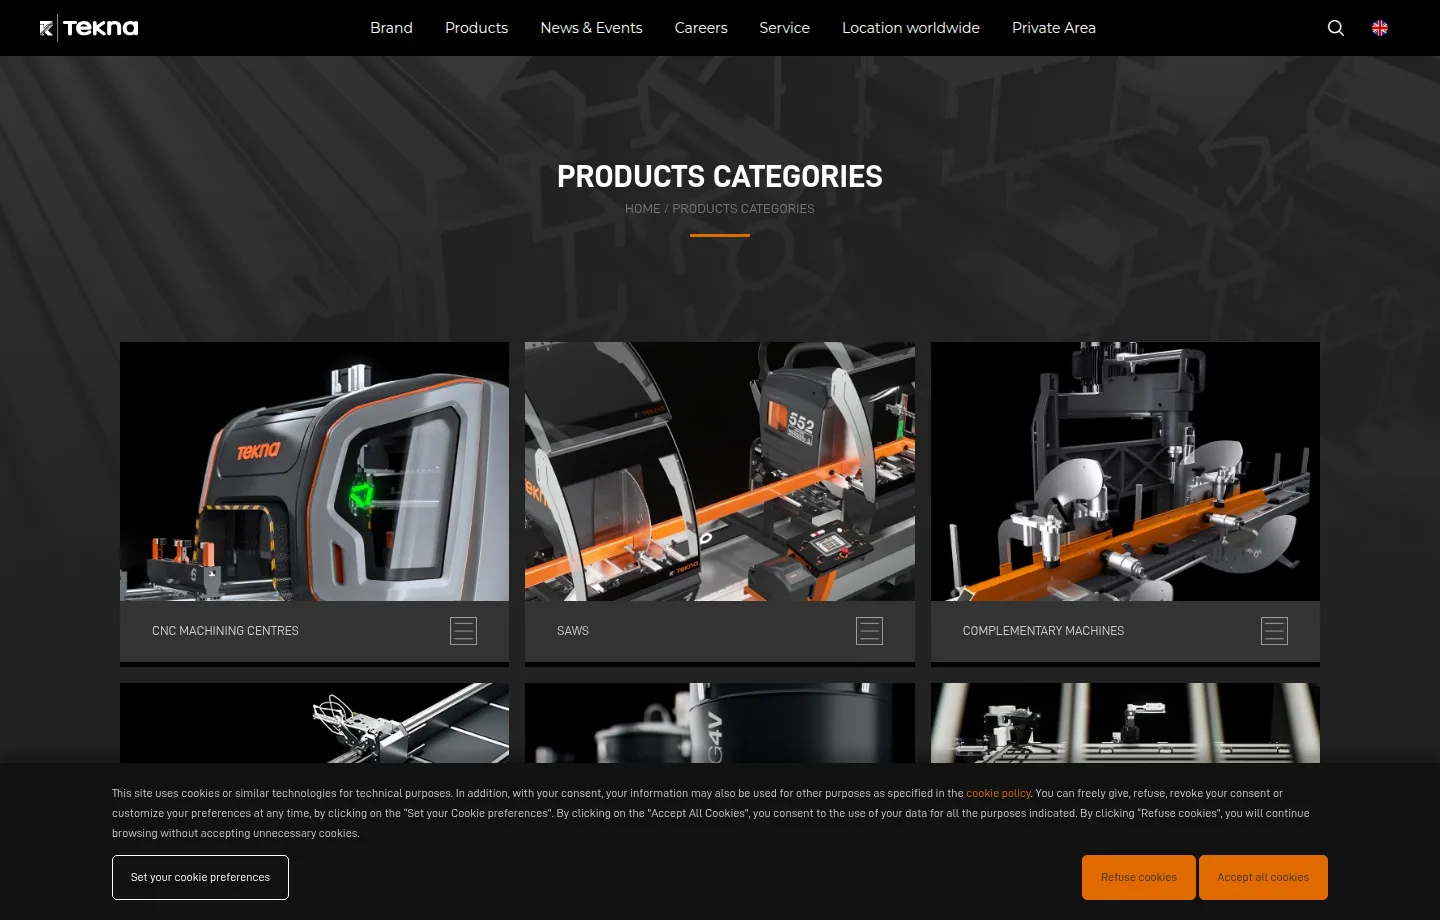 Tekna
Brand
Products
News & Events
Careers
Service
Location worldwide
Private Area
PRODUCTS CATEGORIES
HOME / PRODUCTS CATEGORIES
Tekna
6
552
TEKNA
CNC MACHINING CENTRES
SAWS
COMPLEMENTARY MACHINES
G4V
This site uses cookies or similar technologies for technical purposes. In addition, with your consent, your information may also be used for other purposes as specified in the cookie policy. You can freely give, refuse, revoke your consent or
customize your preferences at any time, by clicking on the "Set your Cookie preferences". By clicking on the "Accept All Cookies", you consent to the use of your data for all the purposes indicated. By clicking "Refuse cookies", you will continue
browsing without accepting unnecessary cookies.
Set your cookie preferences
Refuse cookies
Accept all cookies